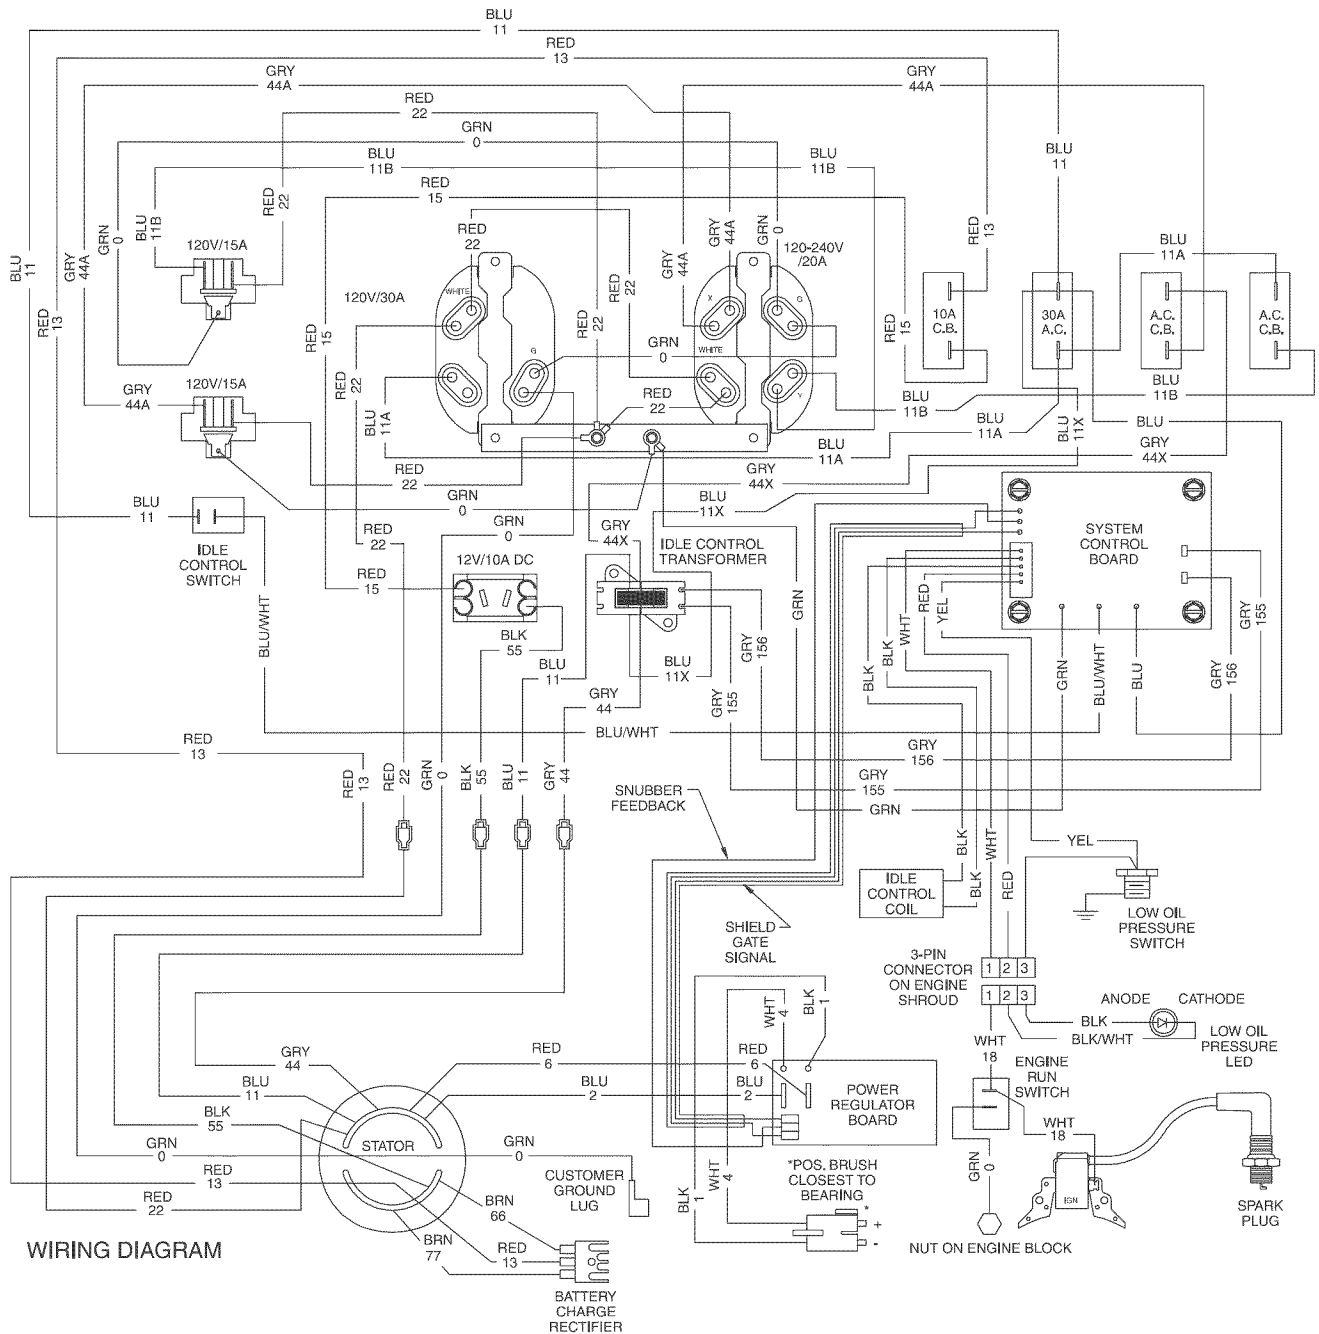 BLU
11
RED
13
GRY
44A
RED
22
GRN
0
BLU
11B
RED
15
GRY
44A
BLU
11B
BLU
11
RED
22
BLU
11B
GRN
0
GRY
44A
BLU
11
RED
13
120V/15A
120V/15A
GRY
44A
RED
22
120V/30A
WHITE
G
RED
22
RED
22
RED
15
RED
22
BLU
11A
GRN
0
RED
22
GRY
44A
GRY
44A
GRN
0
120-240V
/20A
X
G
WHITE
Y
RED
22
RED
15
RED
13
10A
C.B.
30A
A.C.
A.C.
C.B.
A.C.
C.B.
BLU
11A
BLU
11B
BLU
11B
BLU
11A
BLU
11X
BLU
GRY
44X
BLU
11A
GRY
44X
BLU
11X
RED
22
GRN
0
GRN
0
BLU
11
IDLE
CONTROL
SWITCH
BLU/WHT
RED
22
RED
15
12V/10A DC
BLK
55
GRY
44X
IDLE CONTROL
TRANSFORMER
BLU
11
BLU
11X
GRY
44
GRY
156
GRY
155
GRN
SYSTEM
CONTROL
BOARD
BLK
BLK
WHT
RED
YEL
GRN
BLU/WHT
BLU
GRY
156
GRY
155
BLU/WHT
GRY
156
GRY
155
GRN
RED
13
RED
13
RED
22
GRN
0
BLK
55
BLU
11
GRY
44
SNUBBER
FEEDBACK
SHIELD
GATE
SIGNAL
IDLE
CONTROL
COIL
BLK
BLK
WHT
RED
YEL
LOW OIL
PRESSURE
SWITCH
3-PIN
CONNECTOR
ON ENGINE
SHROUD
1 2 3
1 2 3
ANODE
CATHODE
BLK
BLK/WHT
LOW OIL
PRESSURE
LED
WHT
18
ENGINE
RUN
SWITCH
WHT
18
GRN
0
IGN
SPARK
PLUG
NUT ON ENGINE BLOCK
WHT
4
BLK
1
RED
6
BLU
2
POWER
REGULATOR
BOARD
RED
6
BLU
2
GRY
44
BLU
11
BLK
55
GRN
0
RED
13
RED
22
STATOR
GRN
0
CUSTOMER
GROUND
LUG
BRN
66
BRN
77
RED
13
BATTERY
CHARGE
RECTIFIER
BLK
1
WHT
4
*POS. BRUSH
CLOSEST TO
BEARING
*
+
-
WIRING DIAGRAM